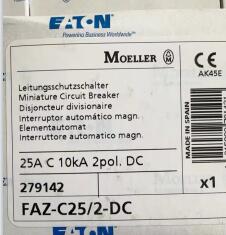 EATON
Powering Business Worldwide
MOELLER
CE
AK45E
Leitungsschutzschalter
Miniature Circuit Breaker
Disjoncteur divisionaire
Interruptor automático magn.
Elementautomat
Interruttore automatico magn.
MADE IN SPAIN
25A C 10kA 2pol. DC
279142
x1
FAZ-C25/2-DC
EATON